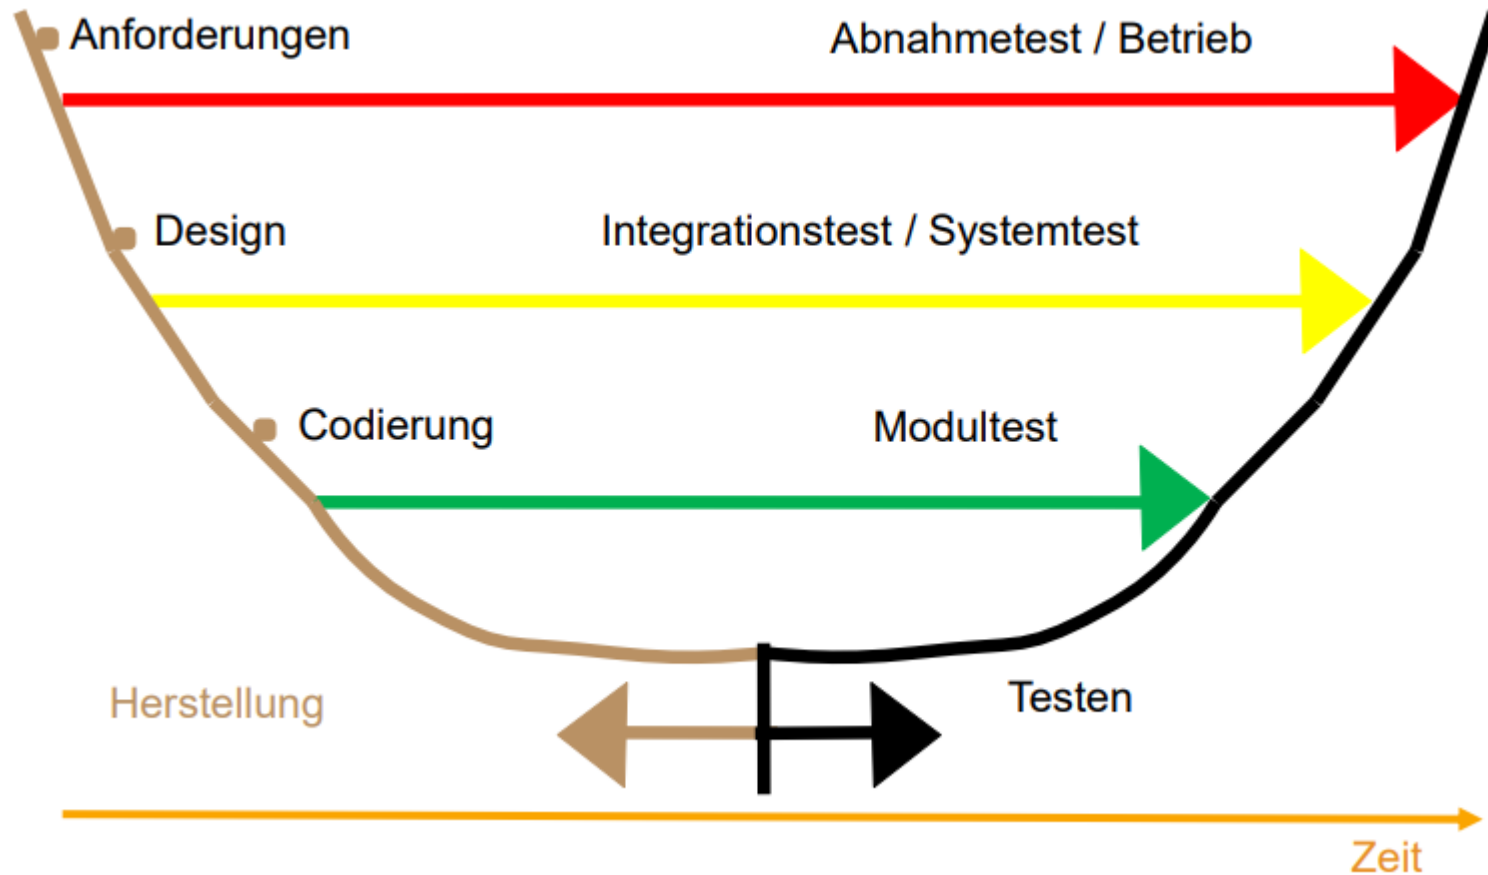 Anforderungen
Abnahmetest / Betrieb
Design
Integrationstest / Systemtest
Codierung
Modultest
Herstellung
Testen
Zeit